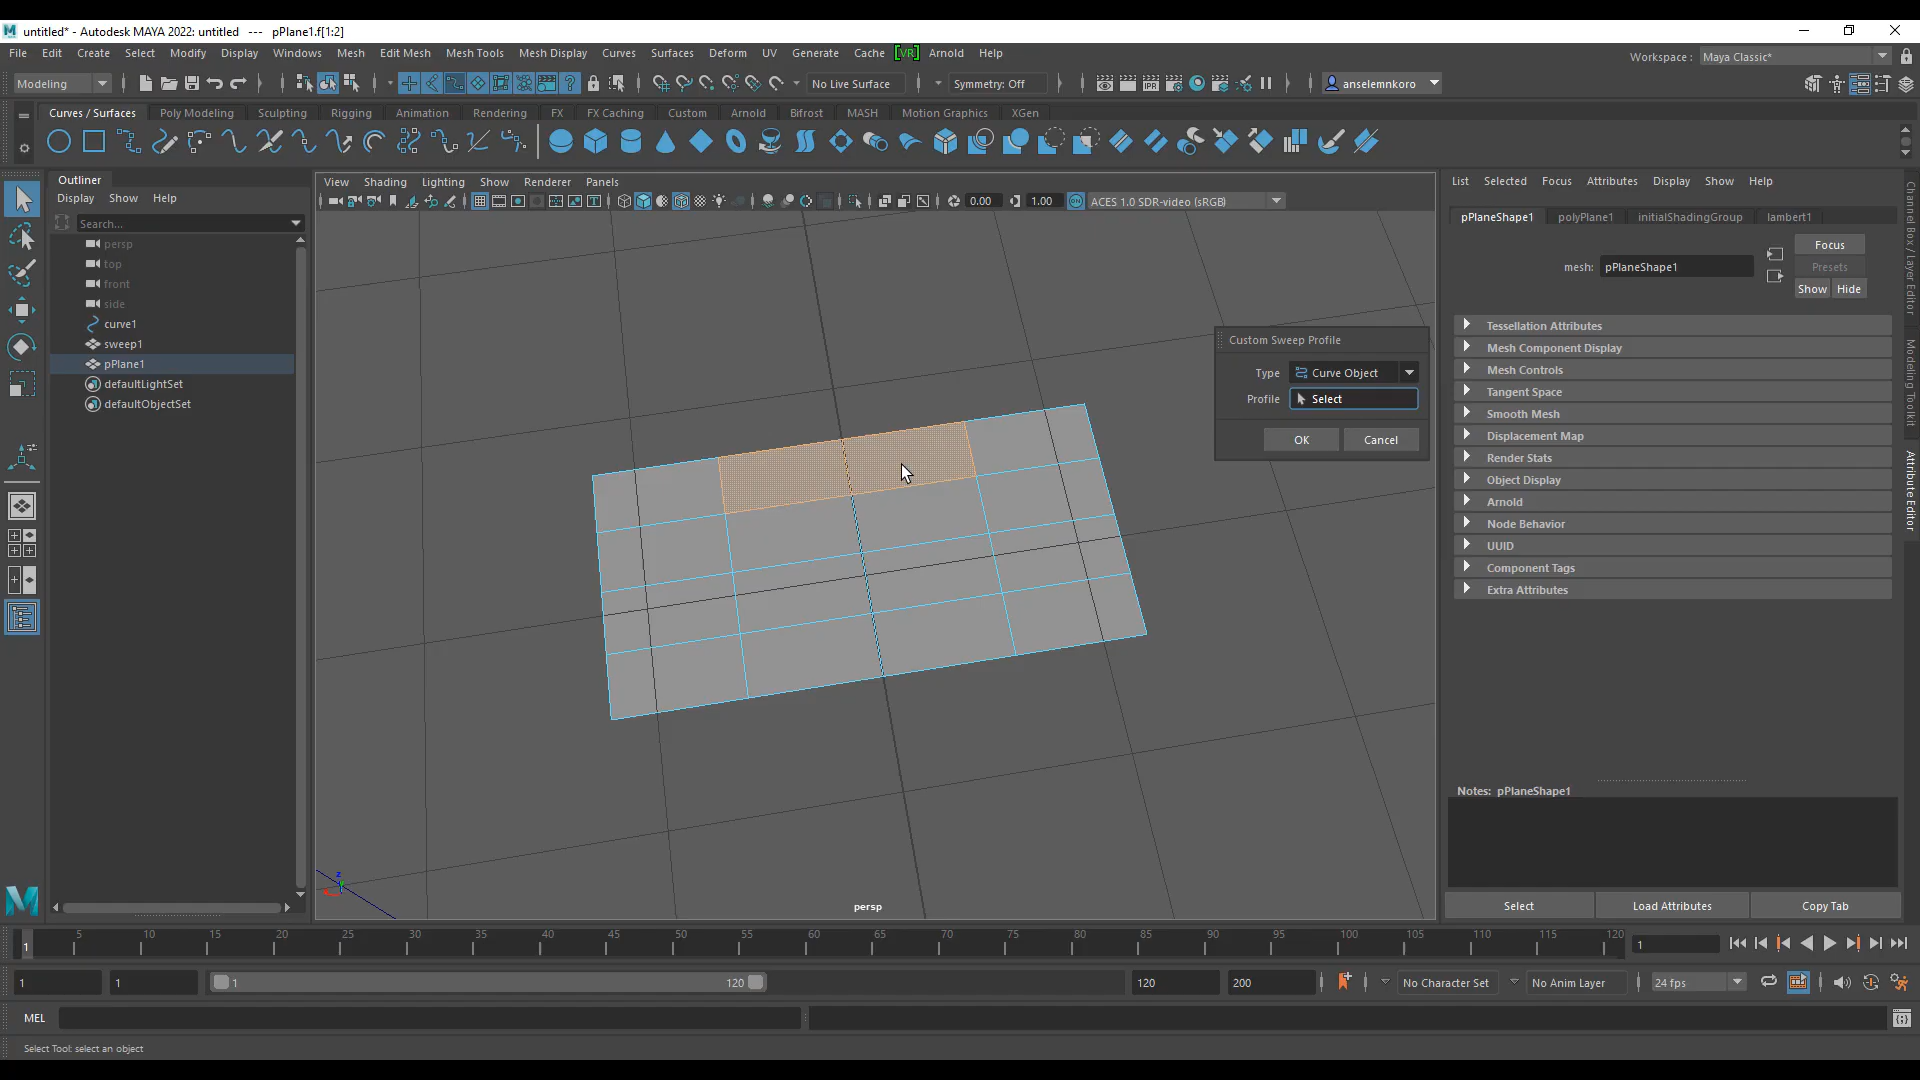 untitled* - Autodesk MAYA 2022: untitled --- pPlane1.f[1:2]
File Edit Create Select Modify Display Windows Mesh Edit Mesh Mesh Tools Mesh Display Curves Surfaces Deform UV Generate Cache [VR] Arnold Help
Workspace : Maya Classic*
Modeling No Live Surface Symmetry: Off IPR anselemnkoro
Curves / Surfaces Poly Modeling Sculpting Rigging Animation Rendering FX FX Caching Custom Arnold Bifrost MASH Motion Graphics XGen
Outliner
Display Show Help
Search...
persp
top
front
side
curve1
sweep1
pPlane1
defaultLightSet
defaultObjectSet
View Shading Lighting Show Renderer Panels
0.00 1.00 ACES 1.0 SDR-video (sRGB)
Custom Sweep Profile
Type Curve Object
Profile Select
OK Cancel
z
persp
List Selected Focus Attributes Display Show Help
pPlaneShape1 polyPlane1 initialShadingGroup lambert1
mesh: pPlaneShape1
Focus
Presets
Show Hide
Tessellation Attributes
Mesh Component Display
Mesh Controls
Tangent Space
Smooth Mesh
Displacement Map
Render Stats
Object Display
Arnold
Node Behavior
UUID
Component Tags
Extra Attributes
Notes: pPlaneShape1
Select Load Attributes Copy Tab
Channel Box / Layer Editor
Modeling Toolkit
Attribute Editor
1 5 10 15 20 25 30 35 40 45 50 55 60 65 70 75 80 85 90 95 100 105 110 115 120 1
1 1 1 120 120 200 No Character Set No Anim Layer 24 fps
MEL
Select Tool: select an object